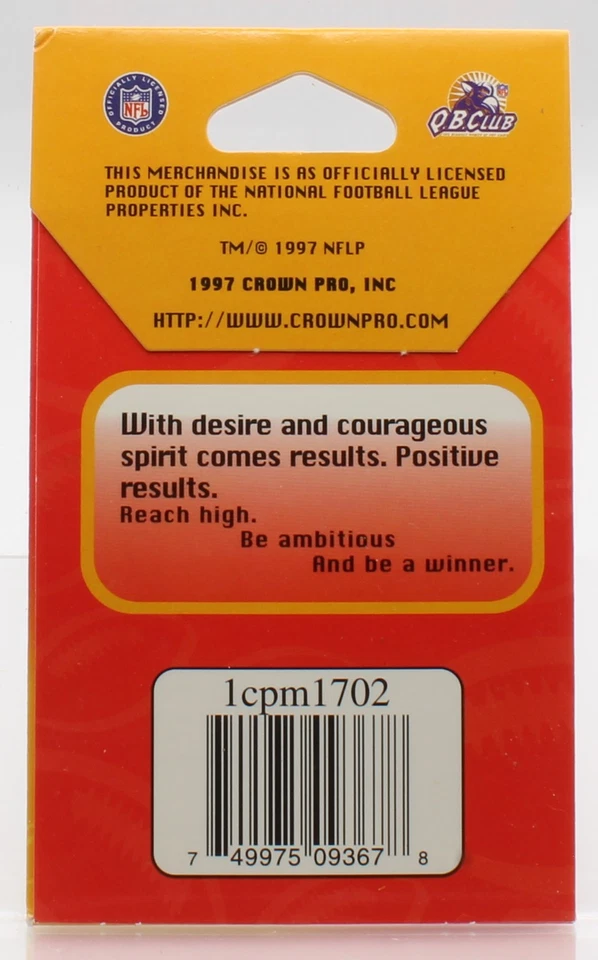 OFFICIALLY LICENSED
NFL
PRODUCT
Q.B.CLUB
THIS MERCHANDISE IS AS OFFICIALLY LICENSED
PRODUCT OF THE NATIONAL FOOTBALL LEAGUE
PROPERTIES INC.
TM/© 1997 NFLP
1997 CROWN PRO, INC
HTTP://WWW.CROWNPRO.COM
With desire and courageous
spirit comes results. Positive
results.
Reach high.
Be ambitious
And be a winner.
1cpm1702
7 49975 09367 8